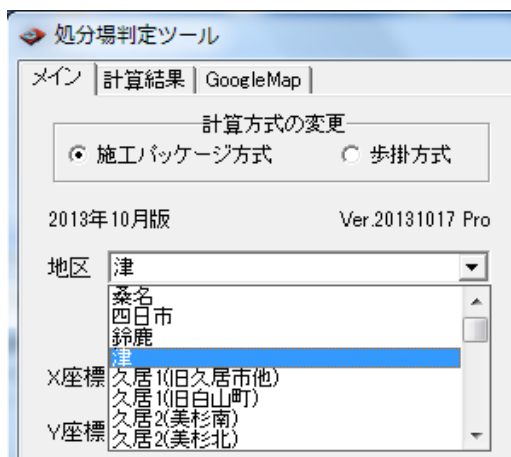 処分場判定ツール
メイン 計算結果 GoogleMap
計算方式の変更
施工パッケージ方式 歩掛方式
2013年10月版 Ver.20131017 Pro
地区 津
桑名
四日市
鈴鹿
津
X座標 久居1(旧久居市他)
久居1(旧白山町)
久居2(美杉南)
Y座標 久居2(美杉北)